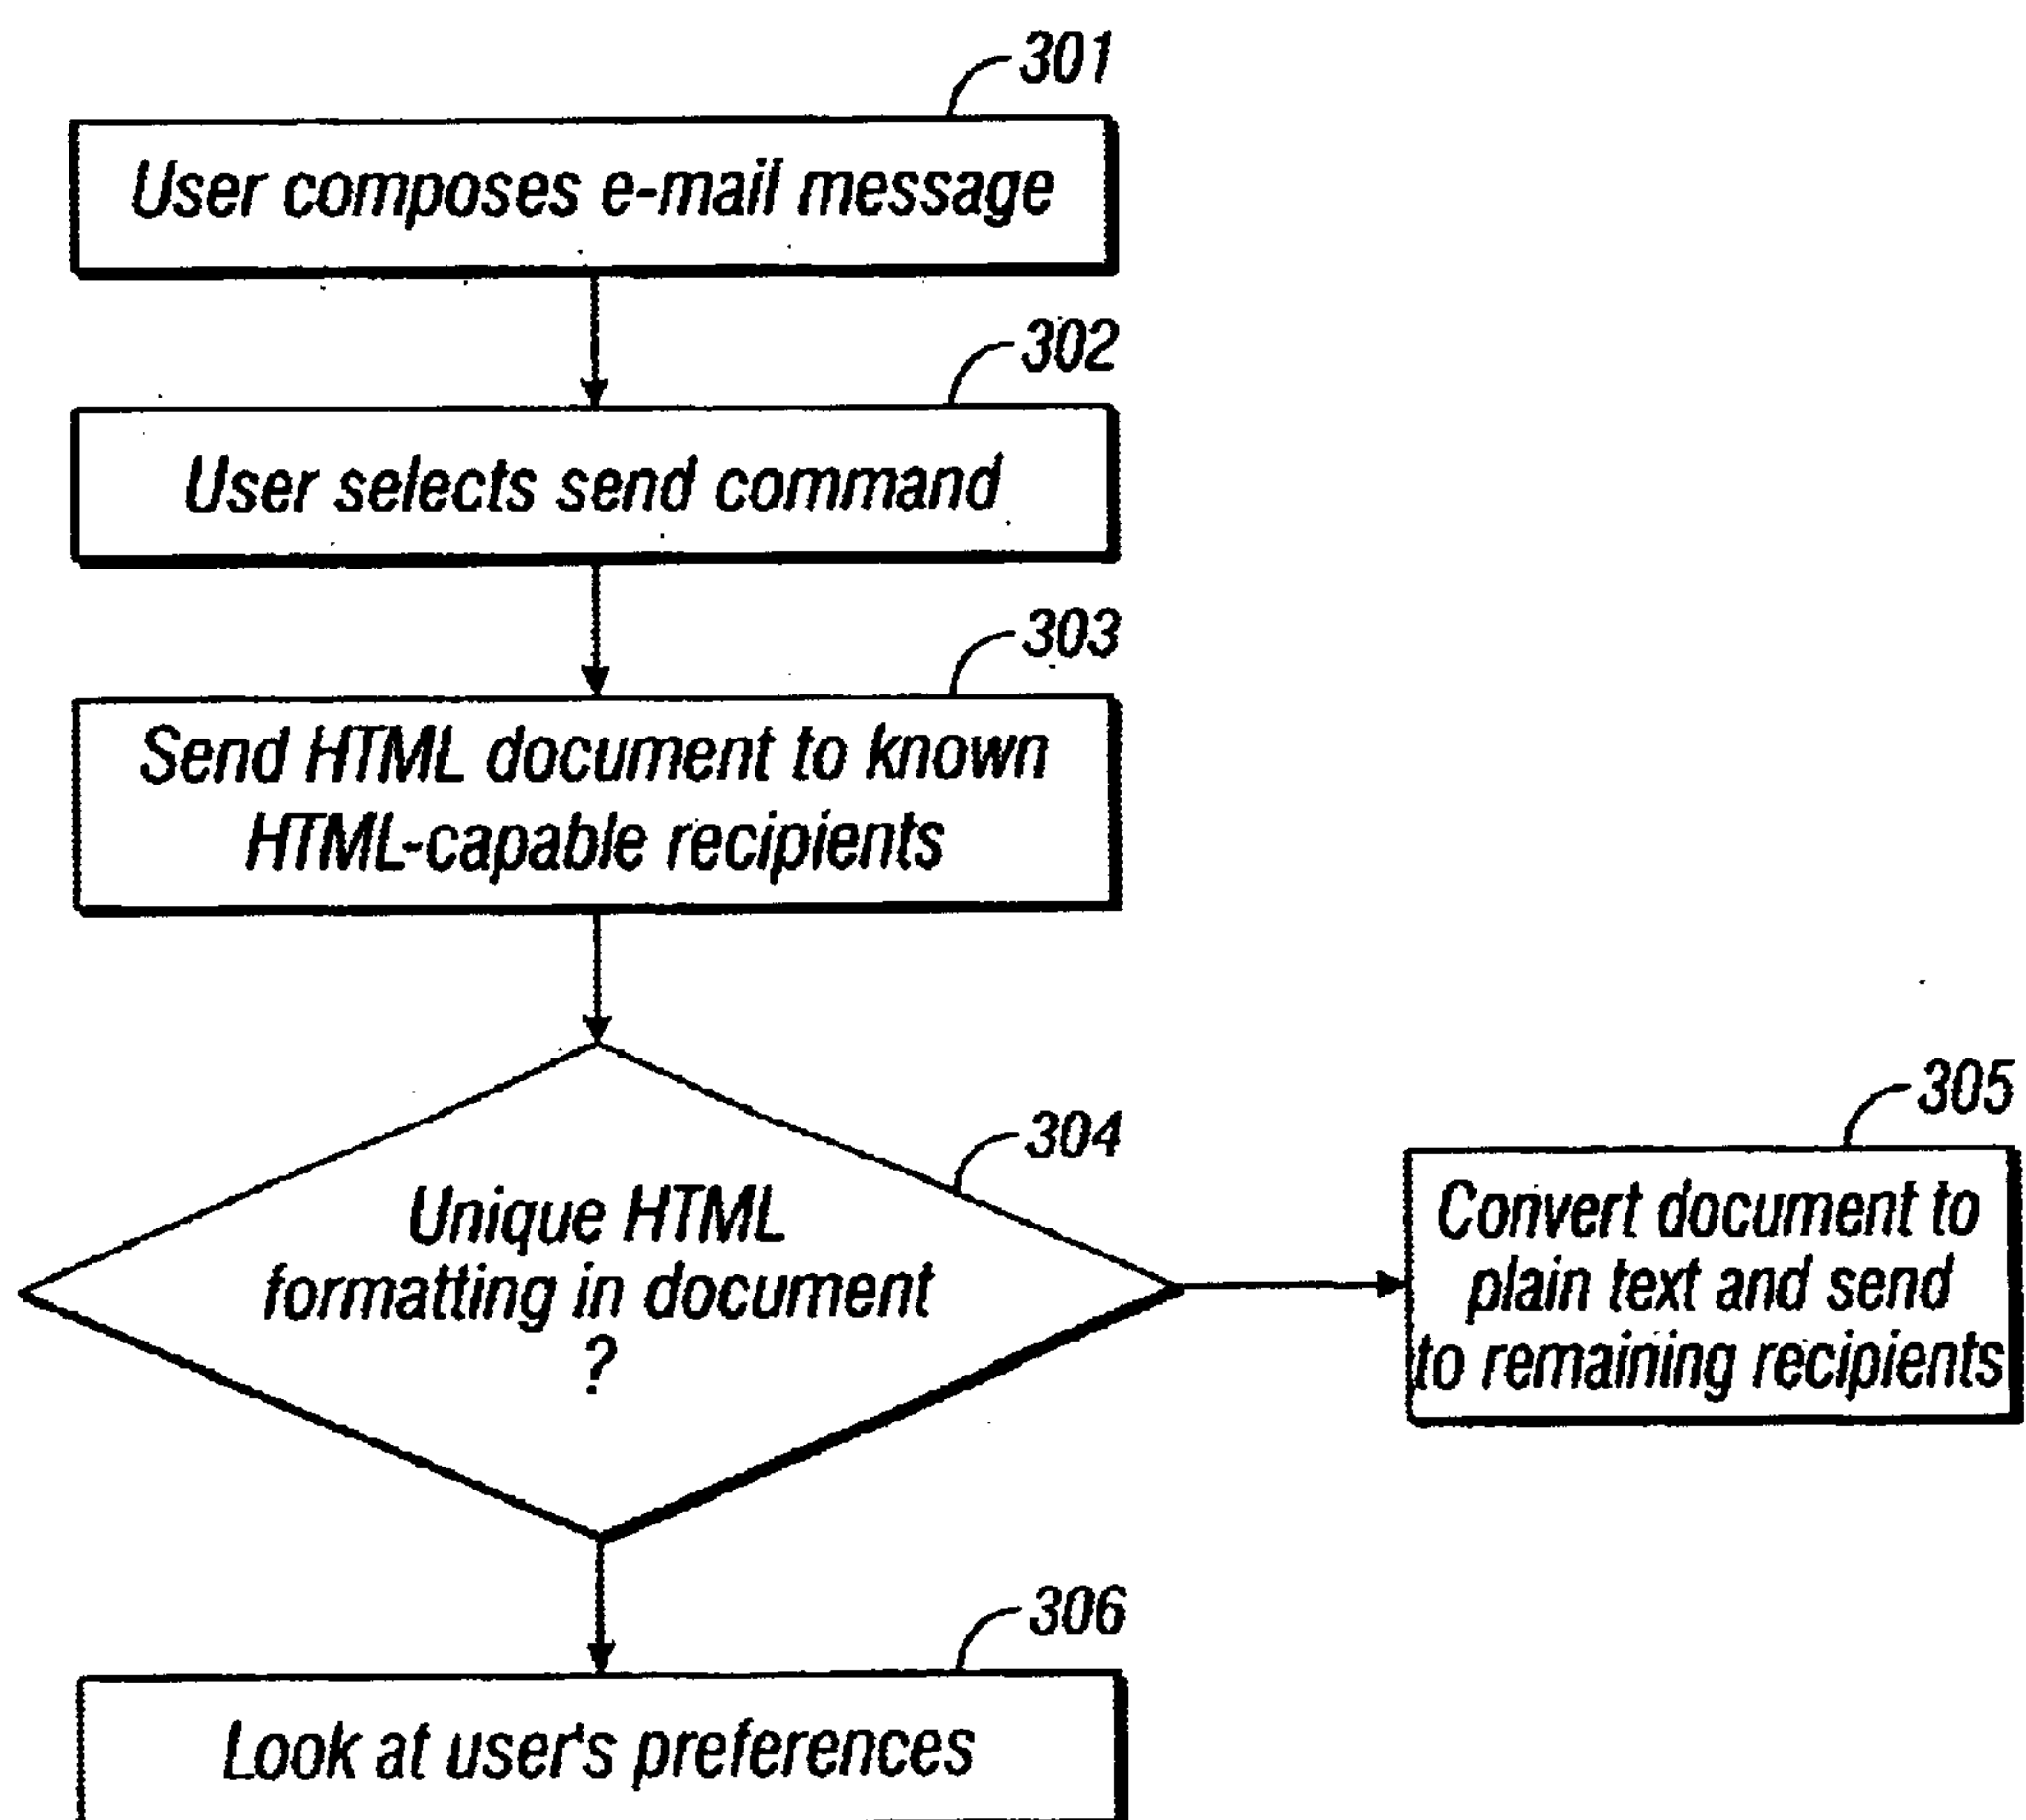 301
User composes e-mail message
302
User selects send command
303
Send HTML document to known
HTML-capable recipients
304
Unique HTML
formatting in document
?
305
Convert document to
plain text and send
to remaining recipients
306
Look at user's preferences